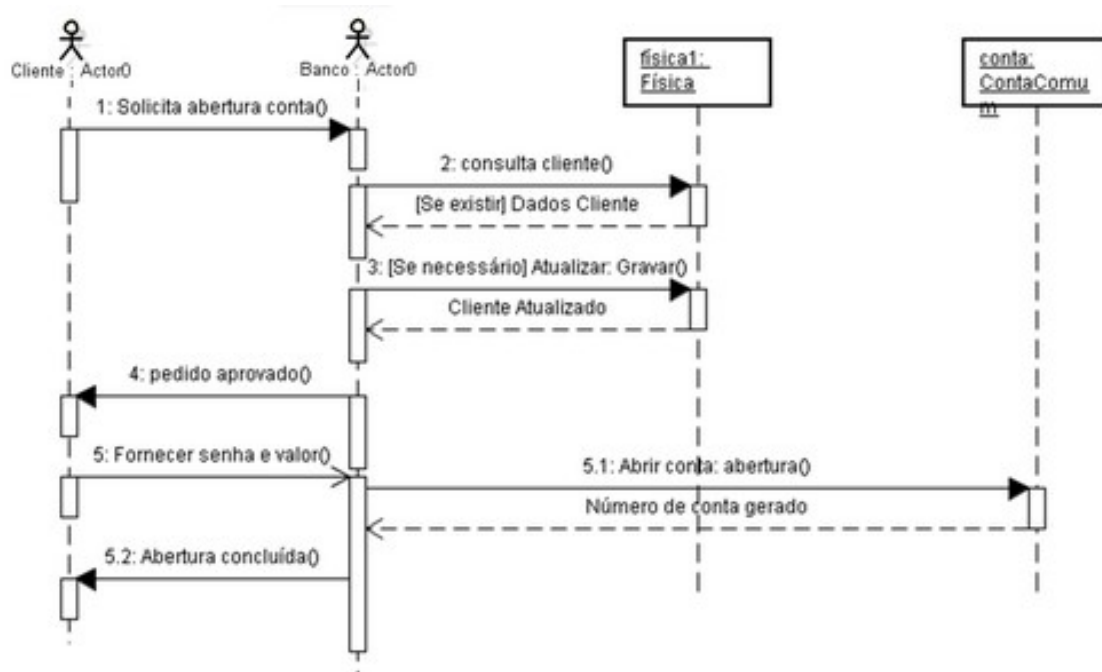 Cliente : Actor0
Banco : Actor0
física1:
Física
conta:
ContaComu
m
1: Solicita abertura conta()
2: consulta cliente()
[Se existir] Dados Cliente
3: [Se necessário] Atualizar: Gravar()
Cliente Atualizado
4: pedido aprovado()
5: Fornecer senha e valor()
5.1: Abrir conta: abertura()
Número de conta gerado
5.2: Abertura concluída()